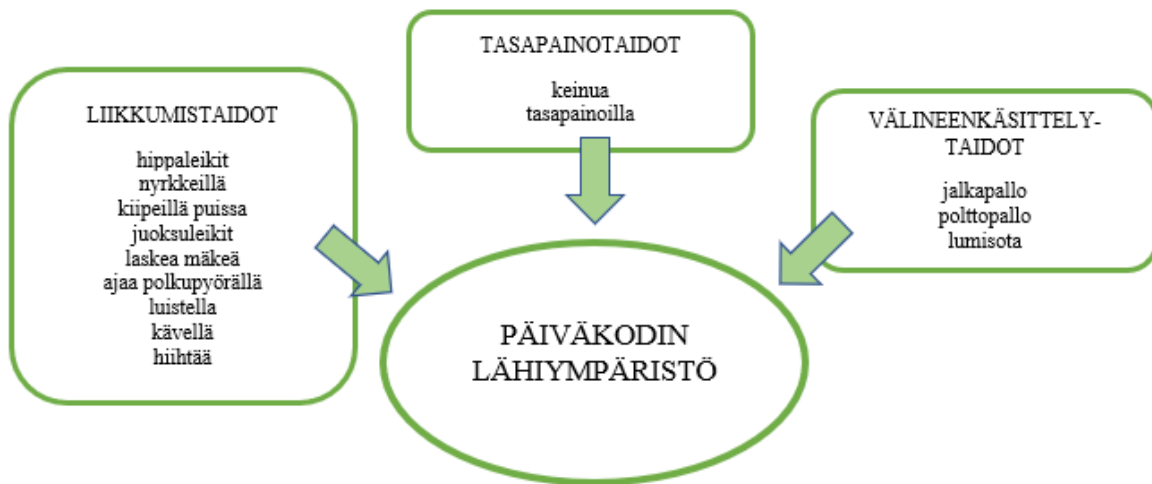 LIIKKUMISTAIDOT
hippaleikit
nyrkkeillä
kiipeillä puissa
juoksuleikit
laskea mäkeä
ajaa polkupyörällä
luistella
kävellä
hiihtää
TASAPAINOTAIDOT
keinua
tasapainoilla
VÄLINEENKÄSITTELY-
TAIDOT
jalkapallo
polttopallo
lumisota
PÄIVÄKODIN
LÄHIYMPÄRISTÖ